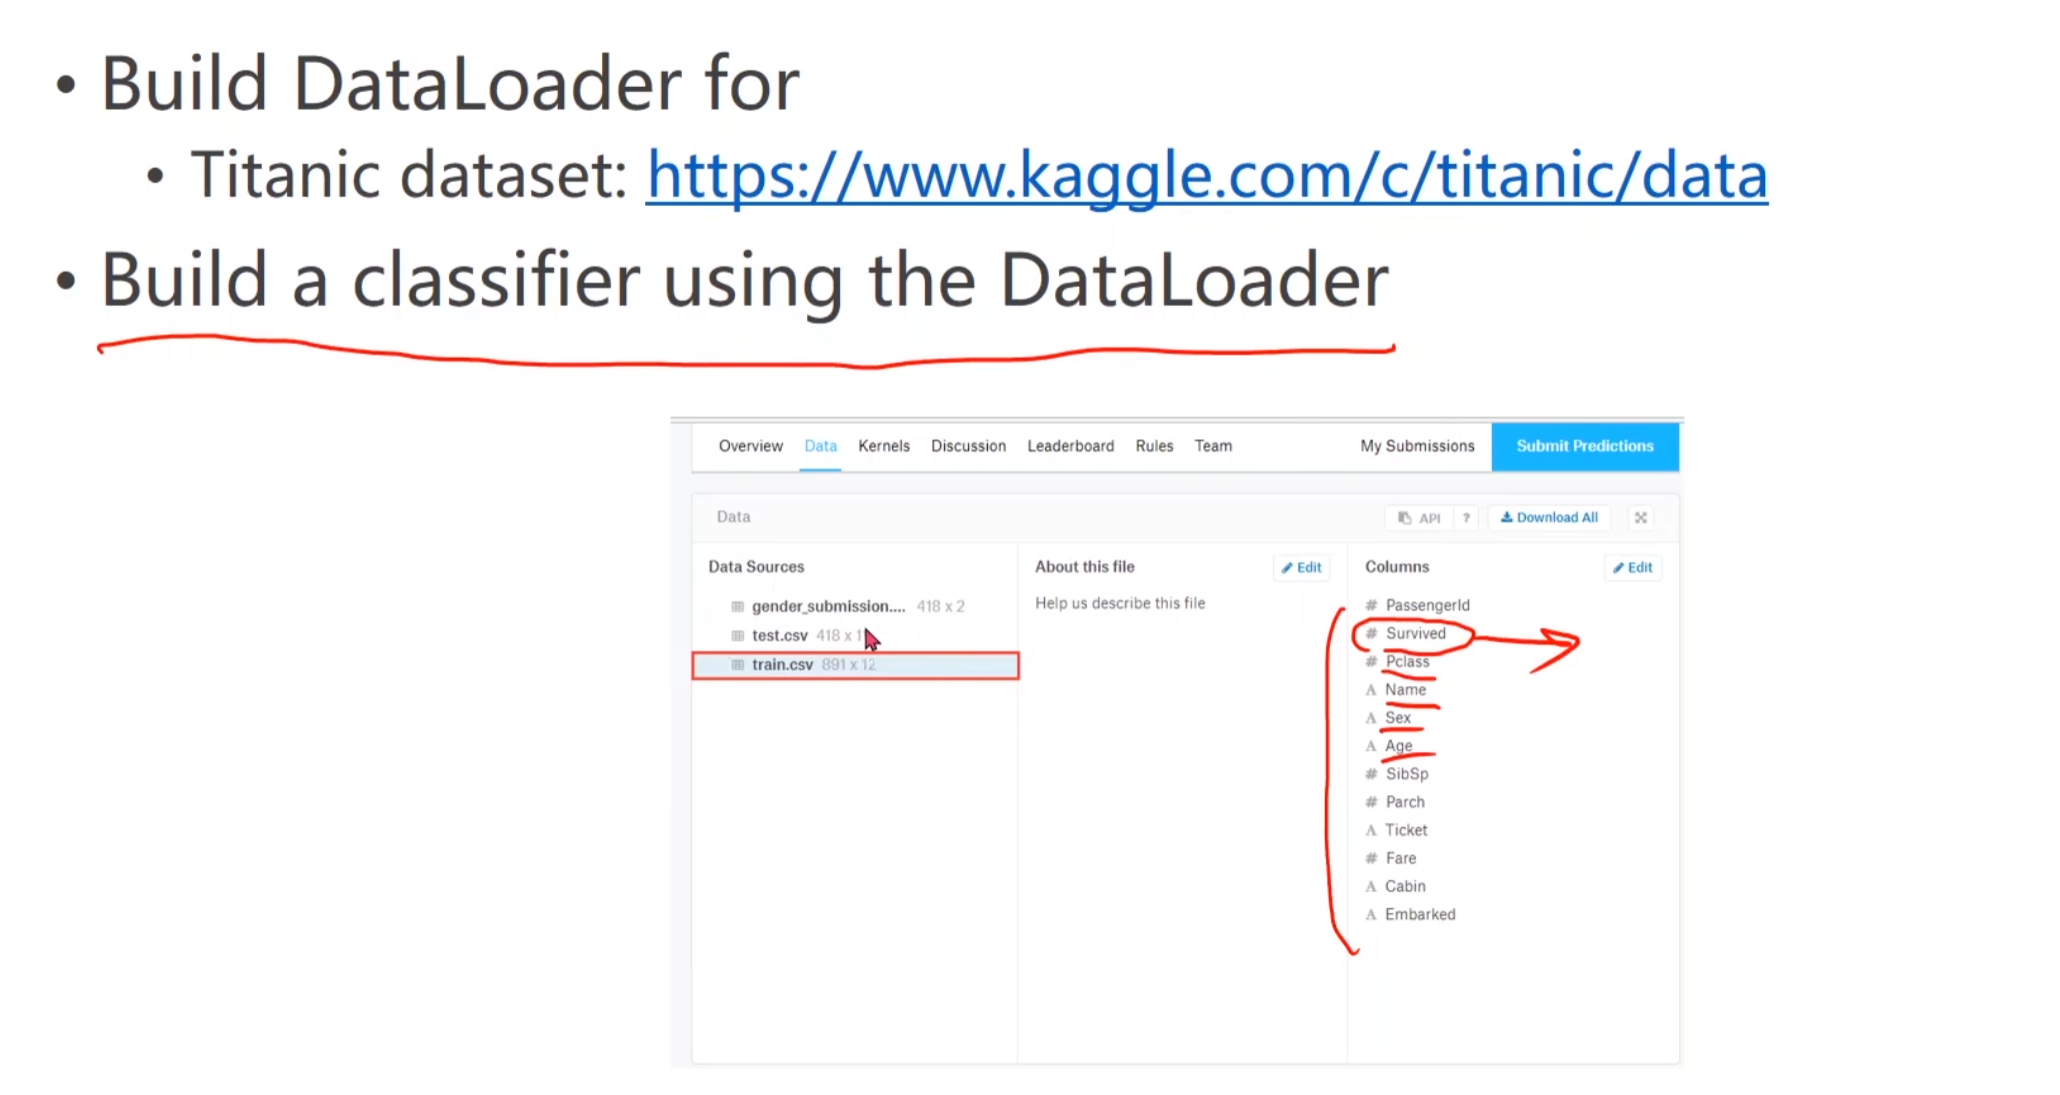 • Build DataLoader for
• Titanic dataset: https://www.kaggle.com/c/titanic/data
• Build a classifier using the DataLoader
Overview Data Kernels Discussion Leaderboard Rules Team My Submissions Submit Predictions
Data API ? Download All
Data Sources
gender_submission.... 418 x 2
test.csv 418 x
train.csv 891 x 12
About this file Edit
Help us describe this file
Columns Edit
# PassengerId
# Survived
# Pclass
A Name
A Sex
A Age
# SibSp
# Parch
A Ticket
# Fare
A Cabin
A Embarked